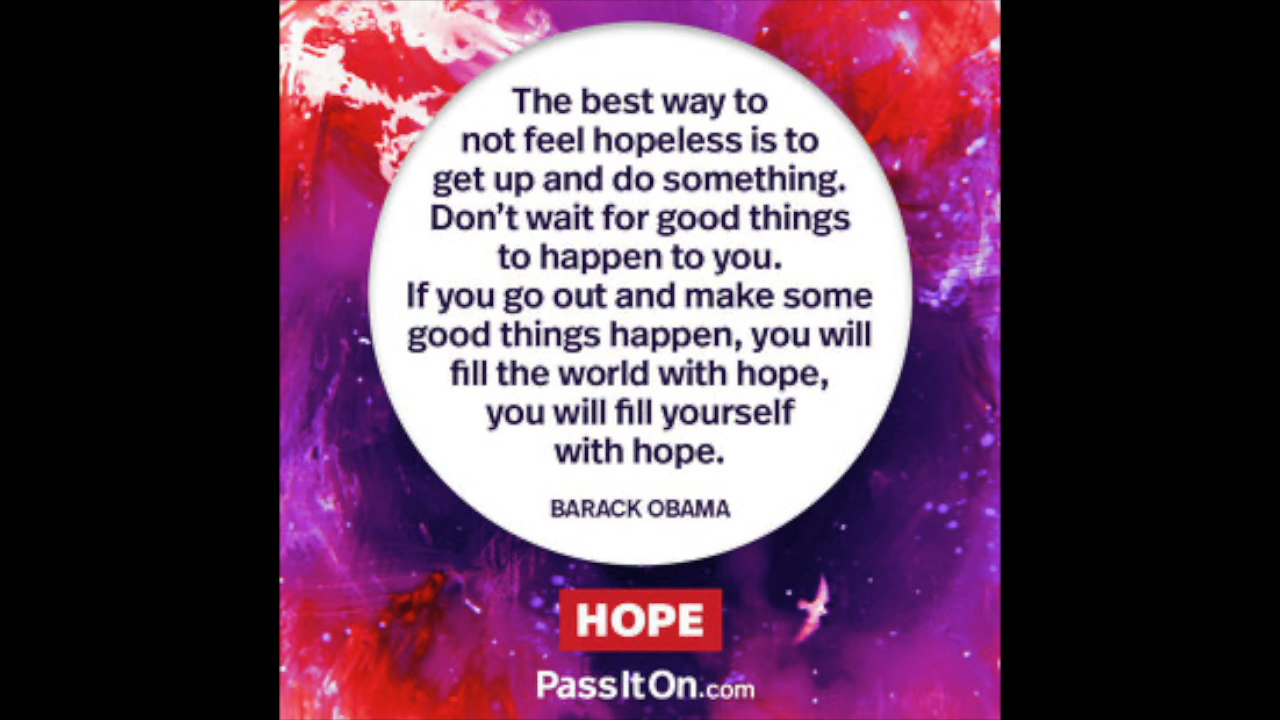 The best way to
not feel hopeless is to
get up and do something.
Don't wait for good things
to happen to you.
If you go out and make some
good things happen, you will
fill the world with hope,
you will fill yourself
with hope.
BARACK OBAMA
HOPE
PassItOn.com